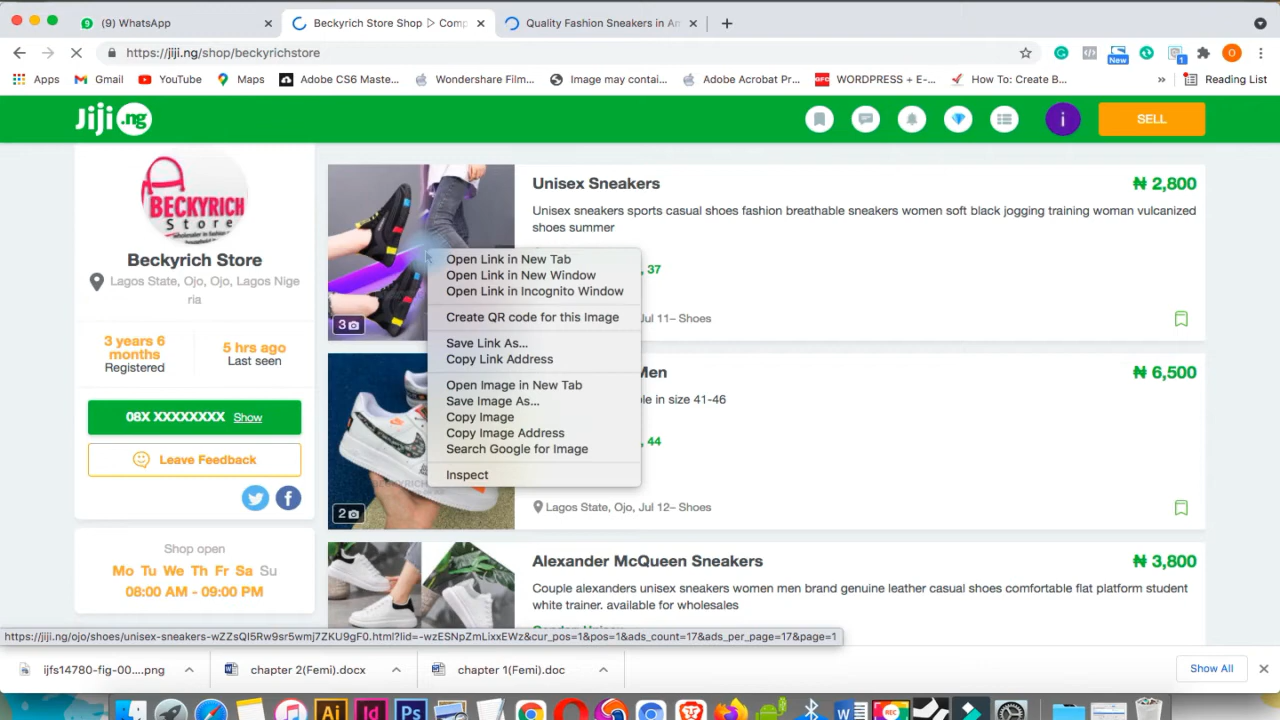 9 (9) WhatsApp
Beckyrich Store Shop ▷ Comp
Quality Fashion Sneakers in Am
https://jiji.ng/shop/beckyrichstore
New
1
O
Apps
Gmail
YouTube
Maps
Adobe CS6 Maste...
Wondershare Film...
Image may contai...
Adobe Acrobat Pr...
WORDPRESS + E-...
How To: Create B...
»
Reading List
Jiji .ng
i
SELL
BECKYRICH
Store
Beckyrich Store
Lagos State, Ojo, Ojo, Lagos Nige
ria
3 years 6
months
Registered
5 hrs ago
Last seen
08X XXXXXXXX Show
Leave Feedback
Shop open
Mo Tu We Th Fr Sa Su
08:00 AM - 09:00 PM
Unisex Sneakers
₦ 2,800
Unisex sneakers sports casual shoes fashion breathable sneakers women soft black jogging training woman vulcanized
shoes summer
, 37
Jul 11– Shoes
3
Open Link in New Tab
Open Link in New Window
Open Link in Incognito Window
Create QR code for this Image
Save Link As...
Copy Link Address
Open Image in New Tab
Save Image As...
Copy Image
Copy Image Address
Search Google for Image
Inspect
Men
₦ 6,500
le in size 41-46
, 44
Lagos State, Ojo, Jul 12– Shoes
2
Alexander McQueen Sneakers
₦ 3,800
Couple alexanders unisex sneakers women men brand genuine leather casual shoes comfortable flat platform student
white trainer. available for wholesales
https://jiji.ng/ojo/shoes/unisex-sneakers-wZZsQI5Rw9sr5wmj7ZKU9gF0.html?lid=-wzESNpZmLixxEWz&cur_pos=1&pos=1&ads_count=17&ads_per_page=17&page=1
ijfs14780-fig-00....png
chapter 2(Femi).docx
chapter 1(Femi).doc
Show All
Ai
Id
Ps
W
REC